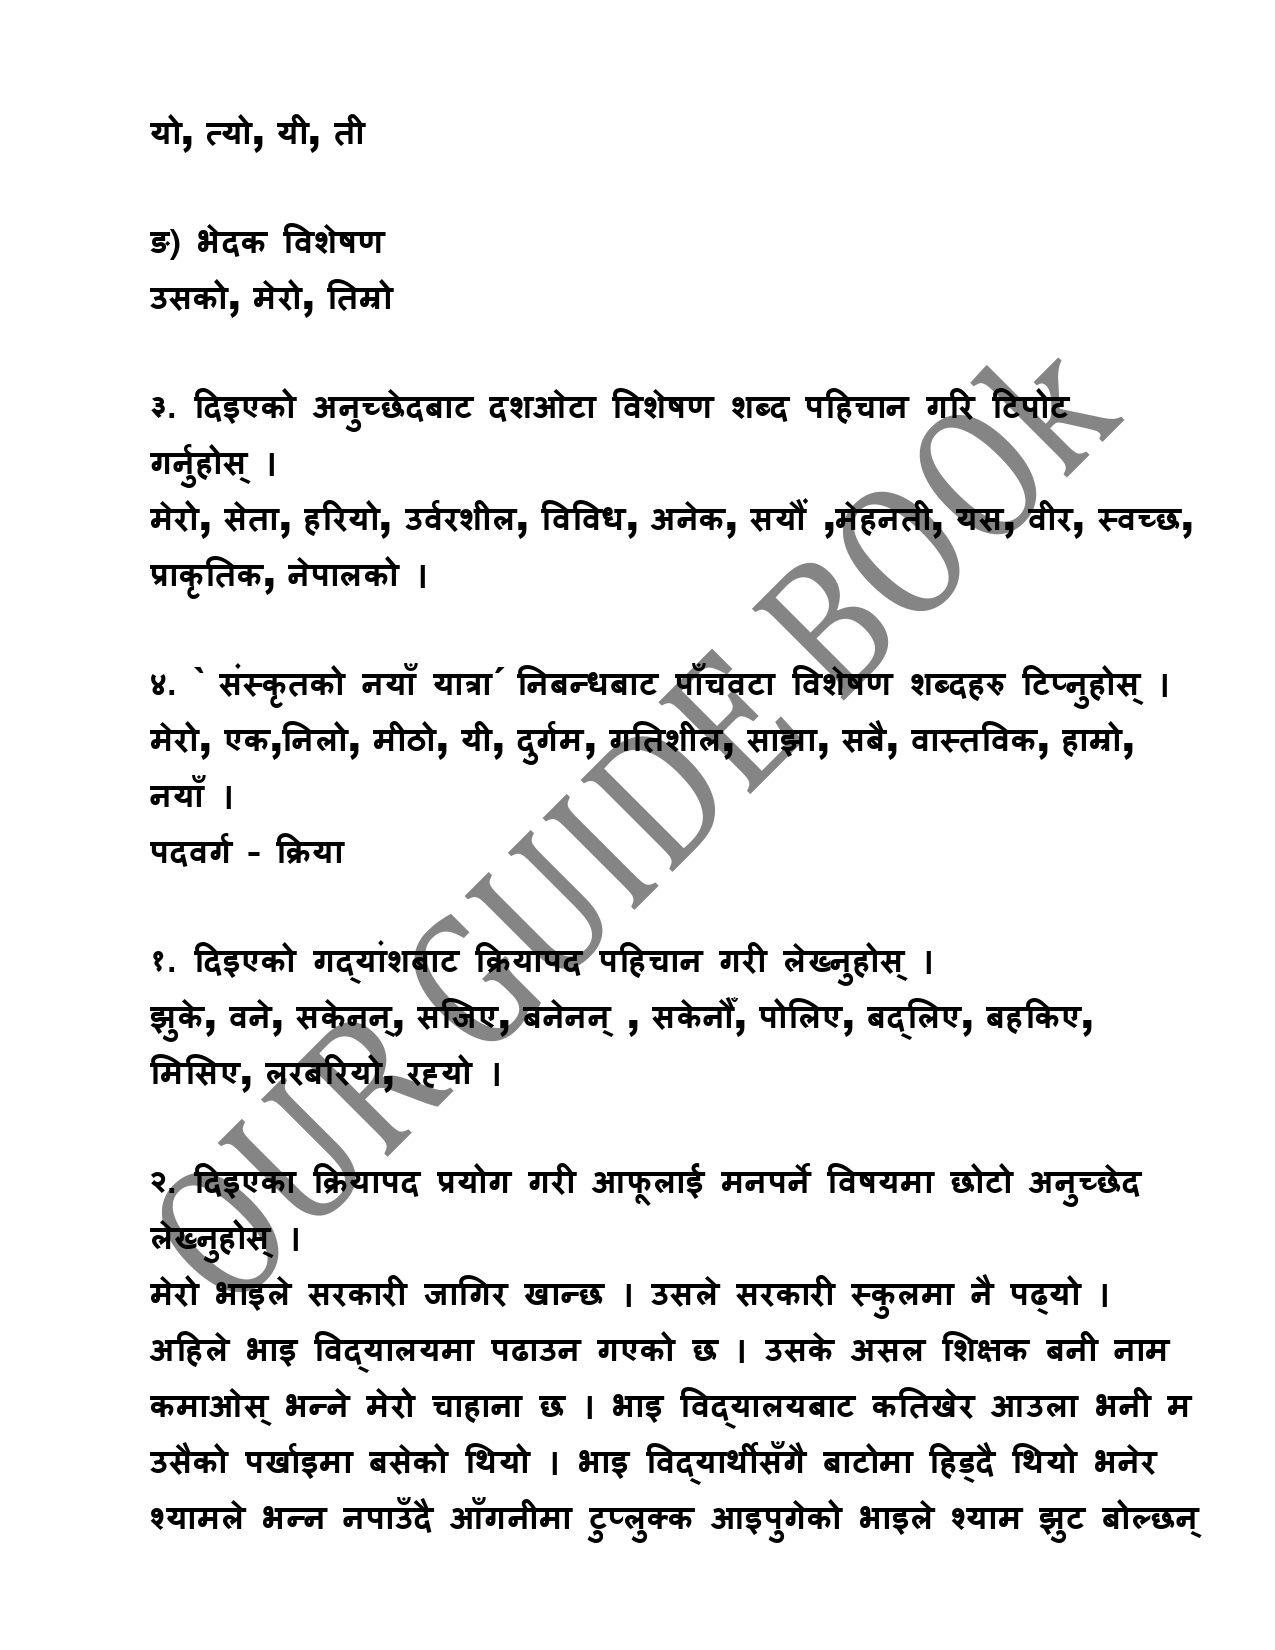 यो, त्यो, यी, ती
ङ) भेदक विशेषण
उसको, मेरो, तिम्रो
३. दिइएको अनुच्छेदबाट दशओटा विशेषण शब्द पहिचान गरि टिपोट
गर्नुहोस् ।
मेरो, सेता, हरियो, उर्वरशील, विविध, अनेक, सयौं ,मेहनती, यस, वीर, स्वच्छ,
प्राकृतिक, नेपालको ।
४. ` संस्कृतको नयाँ यात्रा´ निबन्धबाट पाँचवटा विशेषण शब्दहरु टिप्नुहोस् ।
मेरो, एक,निलो, मीठो, यी, दुर्गम, गतिशील, साझा, सबै, वास्तविक, हाम्रो,
नयाँ ।
पदवर्ग - क्रिया
१. दिइएको गद्यांशबाट क्रियापद पहिचान गरी लेख्नुहोस् ।
झुके, वने, सकेनन्, सजिए, बनेनन् , सकेनौँ, पोलिए, बद्लिए, बहकिए,
मिसिए, लरबरियो, रह्यो ।
२. दिइएका क्रियापद प्रयोग गरी आफूलाई मनपर्ने विषयमा छोटो अनुच्छेद
लेख्नुहोस् ।
मेरो भाइले सरकारी जागिर खान्छ । उसले सरकारी स्कुलमा नै पढ्यो ।
अहिले भाइ विद्यालयमा पढाउन गएको छ । उसके असल शिक्षक बनी नाम
कमाओस् भन्ने मेरो चाहाना छ । भाइ विद्यालयबाट कतिखेर आउला भनी म
उसैको पर्खाइमा बसेको थियो । भाइ विद्यार्थीसँगै बाटोमा हिड्दै थियो भनेर
श्यामले भन्न नपाउँदै आँगनीमा टुप्लुक्क आइपुगेको भाइले श्याम झुट बोल्छन्
OUR GUIDE BOOk